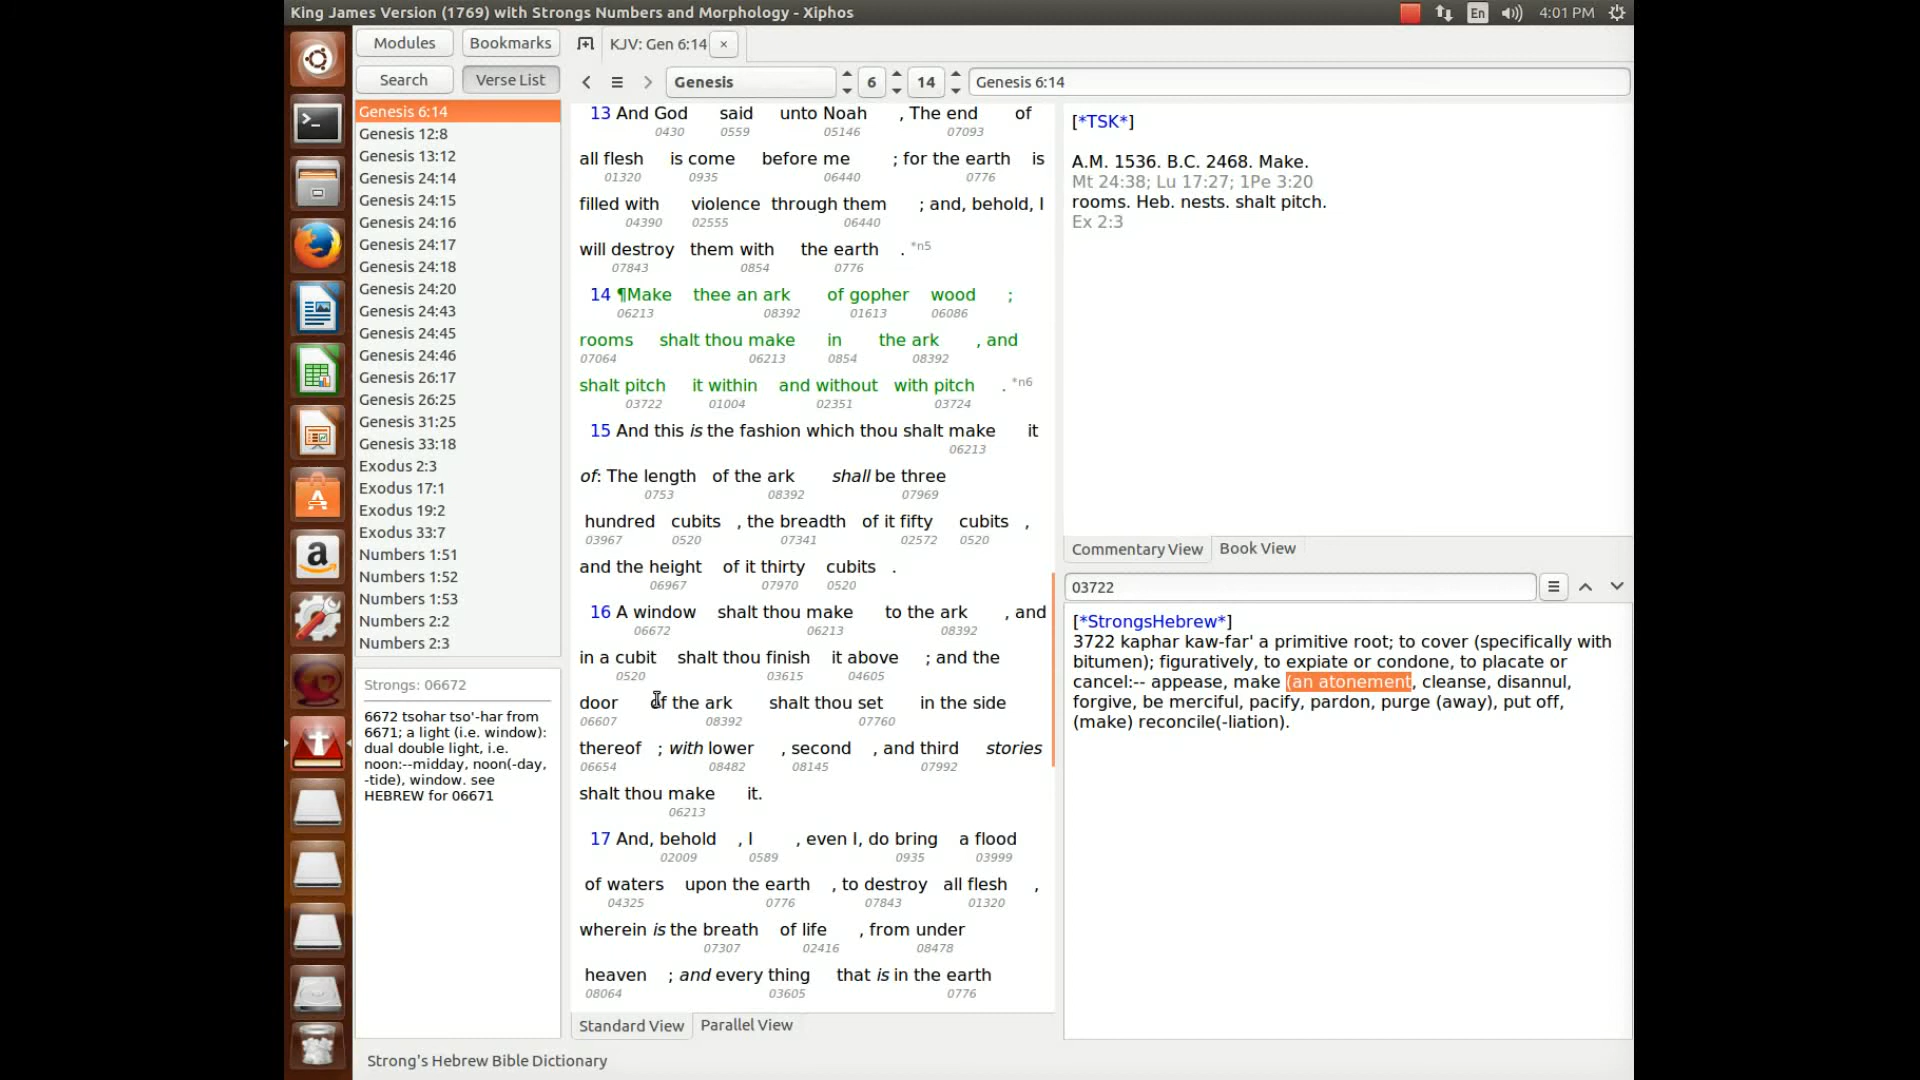 King James Version (1769) with Strongs Numbers and Morphology - Xiphos
En
4:01 PM
Modules
Bookmarks
Search
Verse List
Genesis 6:14
Genesis 12:8
Genesis 13:12
Genesis 24:14
Genesis 24:15
Genesis 24:16
Genesis 24:17
Genesis 24:18
Genesis 24:20
Genesis 24:43
Genesis 24:45
Genesis 24:46
Genesis 26:17
Genesis 26:25
Genesis 31:25
Genesis 33:18
Exodus 2:3
Exodus 17:1
Exodus 19:2
Exodus 33:7
Numbers 1:51
Numbers 1:52
Numbers 1:53
Numbers 2:2
Numbers 2:3
Strongs: 06672
6672 tsohar tso'-har from
6671; a light (i.e. window):
dual double light, i.e.
noon:--midday, noon(-day,
-tide), window. see
HEBREW for 06671
KJV: Gen 6:14
Genesis 6 14 Genesis 6:14
13 And God said unto Noah , The end of
0430 0559 05146 07093
all flesh is come before me ; for the earth is
01320 0935 06440 0776
filled with violence through them ; and, behold, I
04390 02555 06440
will destroy them with the earth . *n5
07843 0854 0776
14 ¶Make thee an ark of gopher wood ;
06213 08392 01613 06086
rooms shalt thou make in the ark , and
07064 06213 0854 08392
shalt pitch it within and without with pitch . *n6
03722 01004 02351 03724
15 And this is the fashion which thou shalt make it
06213
of: The length of the ark shall be three
0753 08392 07969
hundred cubits , the breadth of it fifty cubits ,
03967 0520 07341 02572 0520
and the height of it thirty cubits .
06967 07970 0520
16 A window shalt thou make to the ark , and
06672 06213 08392
in a cubit shalt thou finish it above ; and the
0520 03615 04605
door of the ark shalt thou set in the side
06607 08392 07760
thereof ; with lower , second , and third stories
06654 08482 08145 07992
shalt thou make it.
06213
17 And, behold , I , even I, do bring a flood
02009 0589 0935 03999
of waters upon the earth , to destroy all flesh ,
04325 0776 07843 01320
wherein is the breath of life , from under
07307 02416 08478
heaven ; and every thing that is in the earth
08064 03605 0776
Standard View
Parallel View
[*TSK*]
A.M. 1536. B.C. 2468. Make.
Mt 24:38; Lu 17:27; 1Pe 3:20
rooms. Heb. nests. shalt pitch.
Ex 2:3
Commentary View
Book View
03722
[*StrongsHebrew*]
3722 kaphar kaw-far' a primitive root; to cover (specifically with
bitumen); figuratively, to expiate or condone, to placate or
cancel:-- appease, make (an atonement, cleanse, disannul,
forgive, be merciful, pacify, pardon, purge (away), put off,
(make) reconcile(-liation).
Strong's Hebrew Bible Dictionary